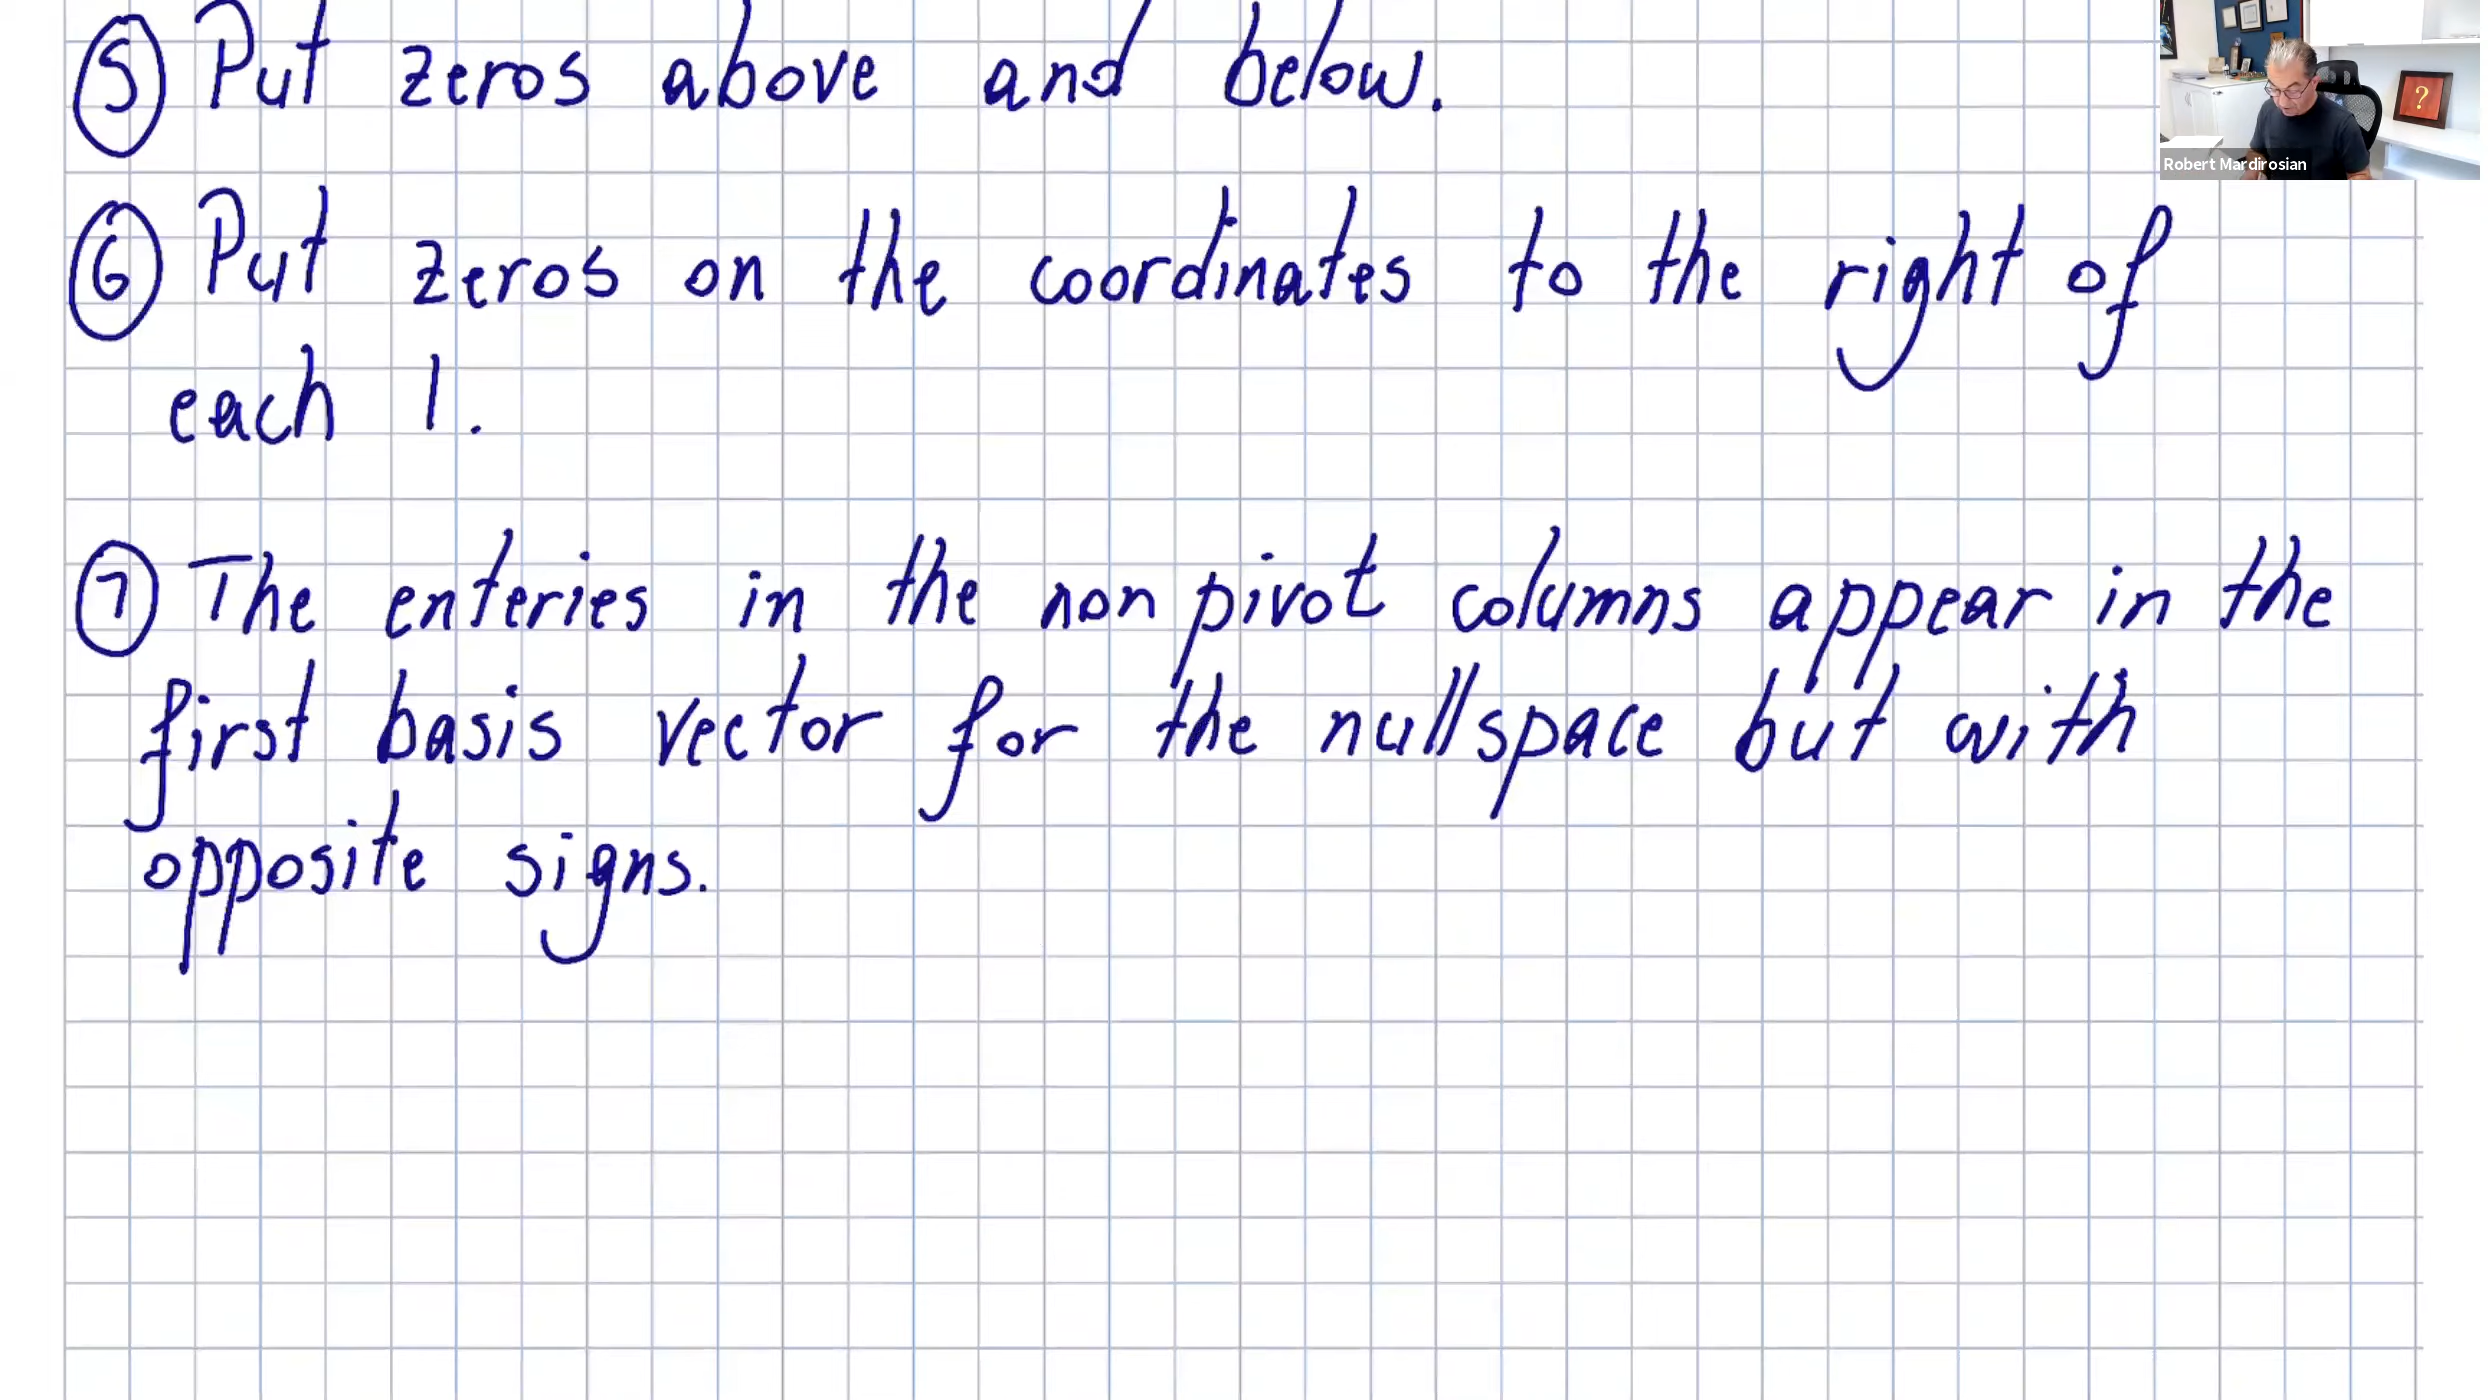 5 Put zeros above and below.
6 Put zeros on the coordinates to the right of
each 1.
7 The enteries in the non pivot columns appear in the
first basis vector for the nullspace but with
opposite signs.
?
Robert Mardirosian